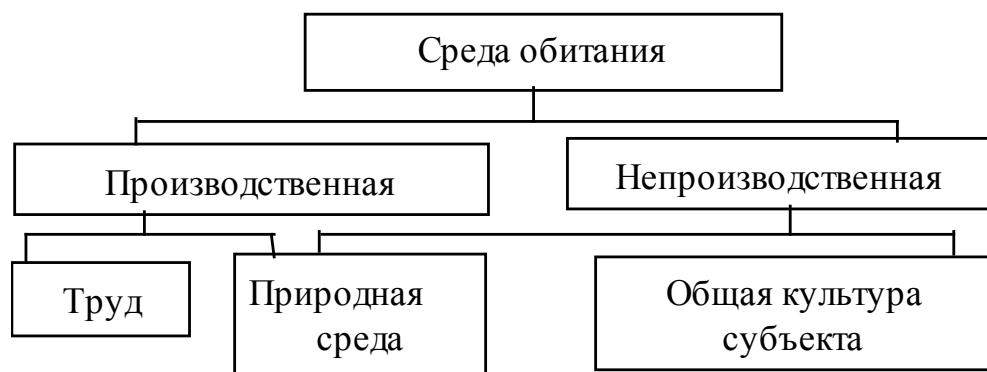 Среда обитания
Производственная
Непроизводственная
Труд
Природная
среда
Общая культура
субъекта